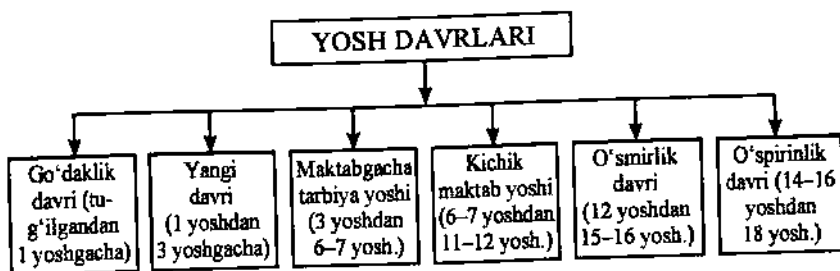 YOSH DAVRLARI
Go‘daklik
davri (tu-
g‘ilgandan
1 yoshgacha)
Yangi
davri
(1 yoshdan
3 yoshgacha)
Maktabgacha
tarbiya yoshi
(3 yoshdan
6–7 yosh.)
Kichik
maktab yoshi
(6–7 yoshdan
11–12 yosh.)
O‘smirlik
davri
(12 yoshdan
15–16 yosh.)
O‘spirinlik
davri (14–16
yoshdan
18 yosh.)